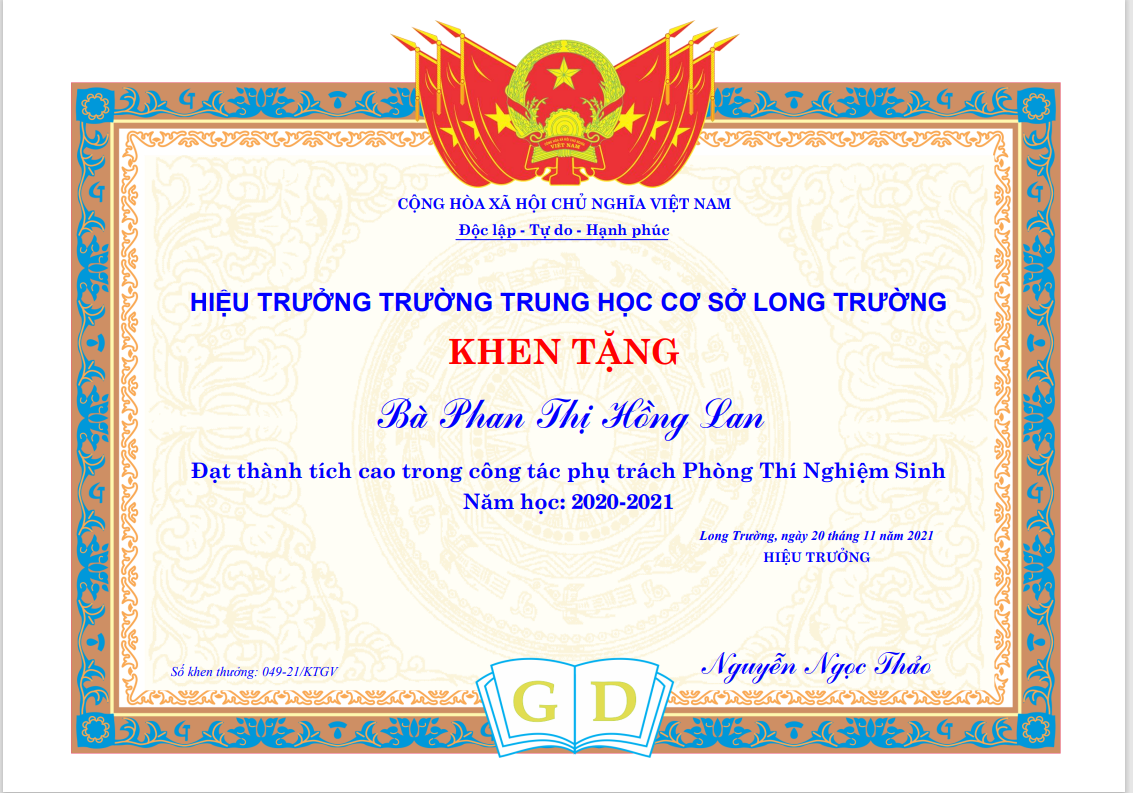 VIỆT NAM
CỘNG HÒA XÃ HỘI CHỦ NGHĨA VIỆT NAM
Độc lập - Tự do - Hạnh phúc
HIỆU TRƯỞNG TRƯỜNG TRUNG HỌC CƠ SỞ LONG TRƯỜNG
KHEN TẶNG
Bà Phan Thị Hồng Lan
Đạt thành tích cao trong công tác phụ trách Phòng Thí Nghiệm Sinh
Năm học: 2020-2021
Long Trường, ngày 20 tháng 11 năm 2021
HIỆU TRƯỞNG
Nguyễn Ngọc Thảo
Số khen thưởng: 049-21/KTGV
G D